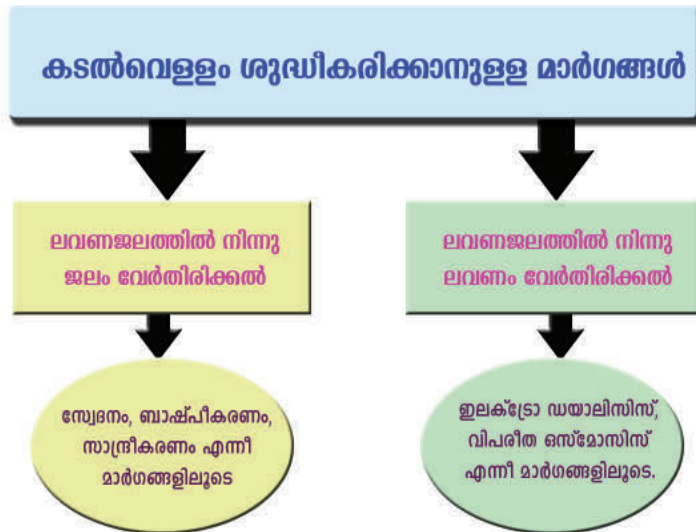 കടൽവെള്ളം ശുദ്ധീകരിക്കാനുള്ള മാർഗങ്ങൾ
ലവണജലത്തിൽ നിന്നു
ജലം വേർതിരിക്കൽ
സ്വേദനം, ബാഷ്പീകരണം,
സാന്ദ്രീകരണം എന്നീ
മാർഗങ്ങളിലൂടെ
ലവണജലത്തിൽ നിന്നു
ലവണം വേർതിരിക്കൽ
ഇലക്ട്രോ ഡയാലിസിസ്,
വിപരീത ഒസ്മോസിസ്
എന്നീ മാർഗങ്ങളിലൂടെ.